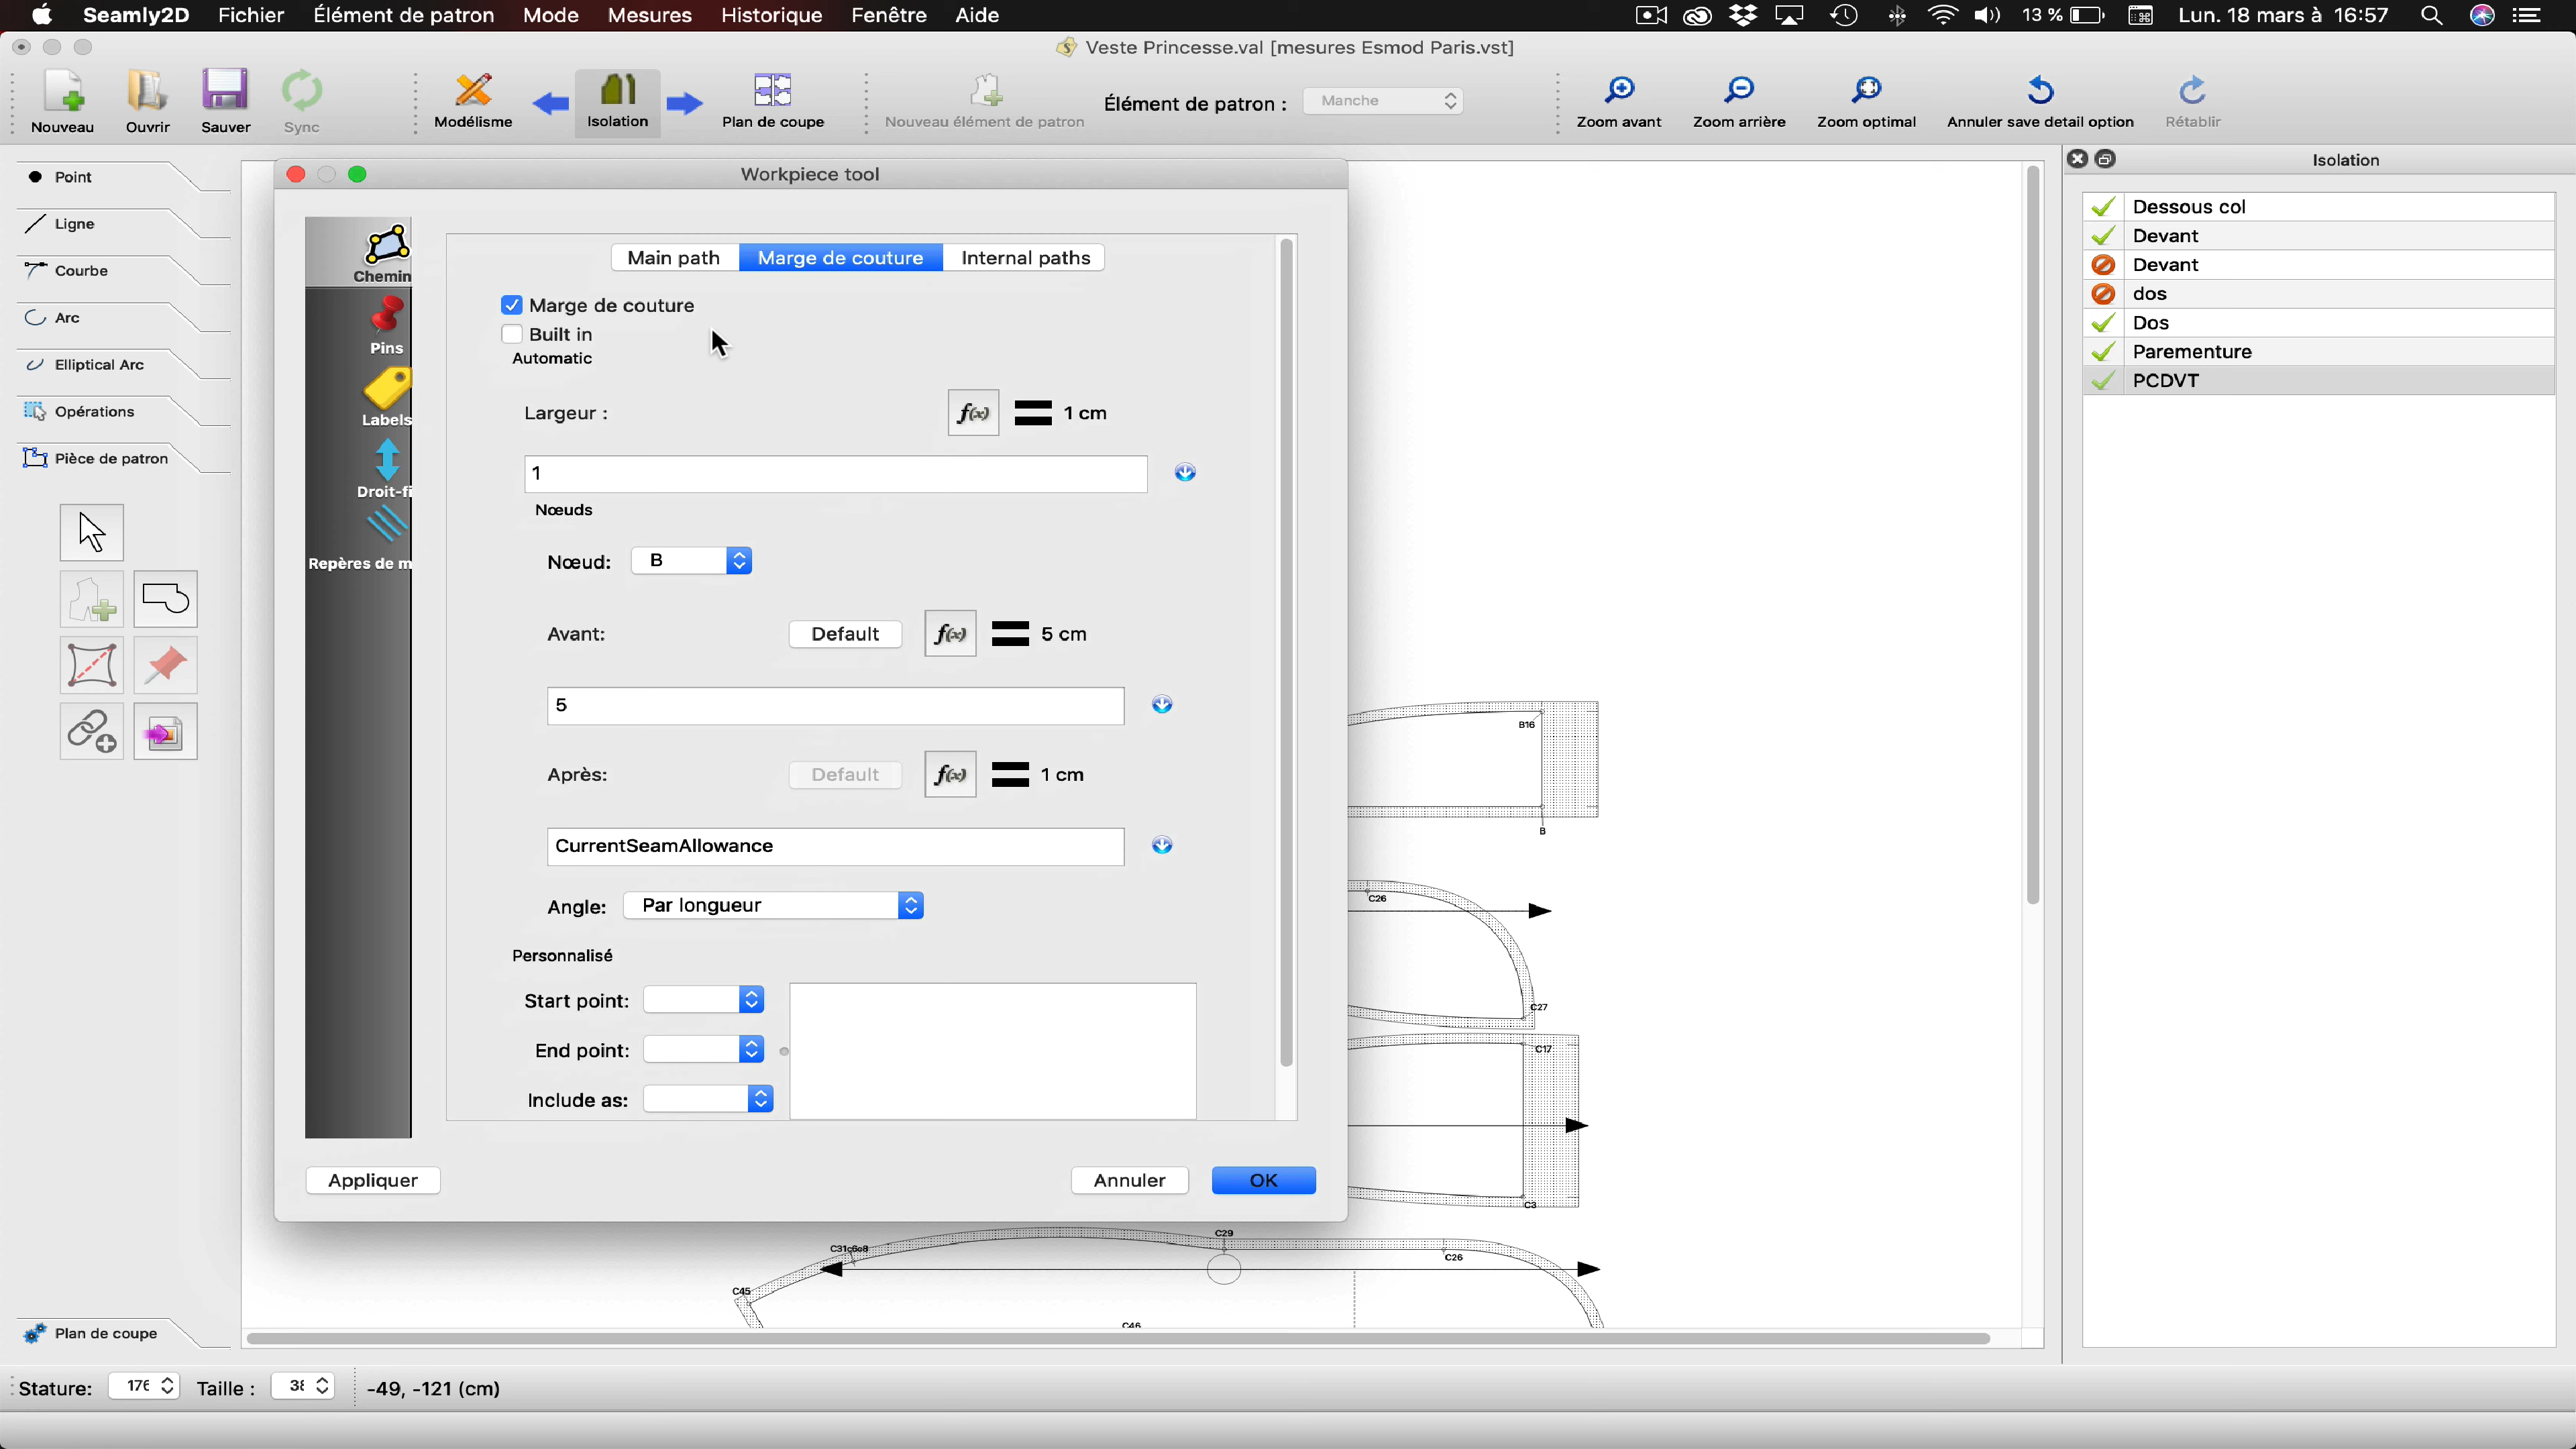 Seamly2D Fichier Élément de patron Mode Mesures Historique Fenêtre Aide 13 % Lun. 18 mars à 16:57
Veste Princesse.val [mesures Esmod Paris.vst]
Nouveau Ouvrir Sauver Sync Modélisme Isolation Plan de coupe Nouveau élément de patron Élément de patron : Manche Zoom avant Zoom arrière Zoom optimal Annuler save detail option Rétablir
Point
Ligne
Courbe
Arc
Elliptical Arc
Opérations
Pièce de patron
Plan de coupe
Workpiece tool
Chemin
Pins
Labels
Droit-fi
Repères de m
Main path Marge de couture Internal paths
Marge de couture
Built in
Automatic
Largeur : f(x) 1 cm
1
Nœuds
Nœud: B
Avant: Default f(x) 5 cm
5
Après: Default f(x) 1 cm
CurrentSeamAllowance
Angle: Par longueur
Personnalisé
Start point:
End point:
Include as:
Appliquer Annuler OK
B16
B
C26
C27
C17
C3
C29
C31c6c8
C26
C45
C46
Isolation
Dessous col
Devant
Devant
dos
Dos
Parementure
PCDVT
Stature: 176 Taille : 38 -49, -121 (cm)